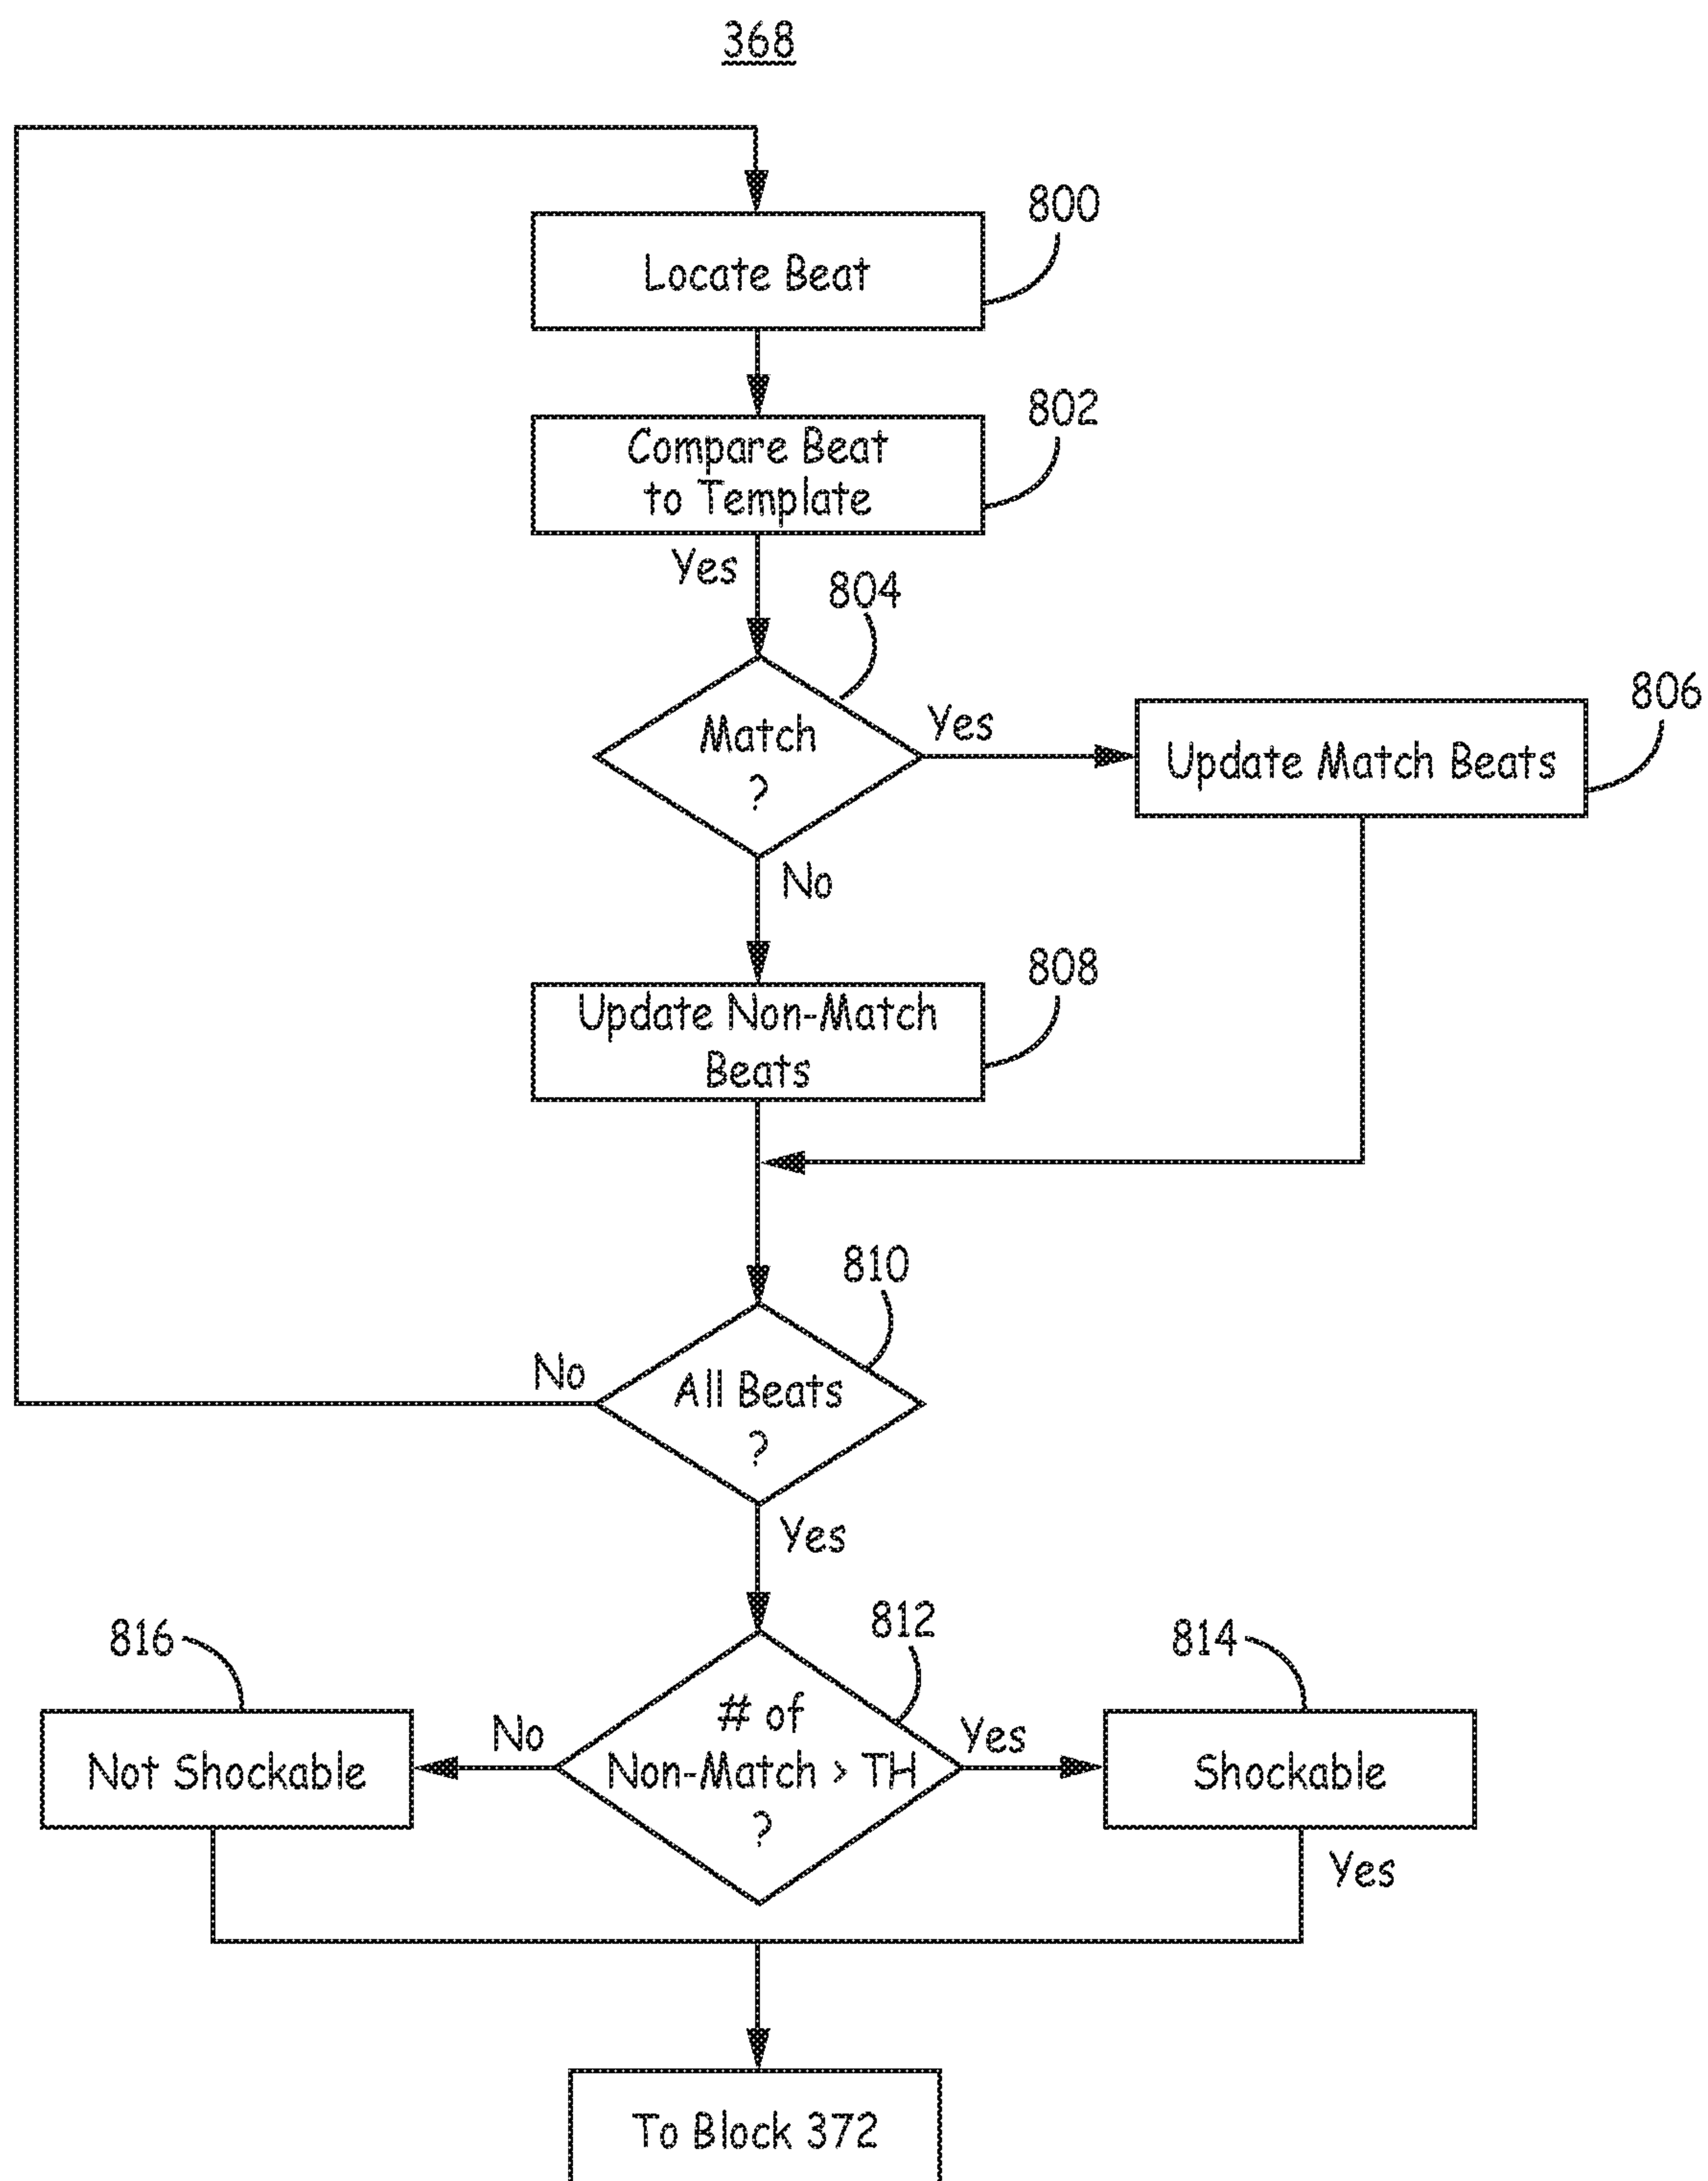 368
800
Locate Beat
802
Compare Beat
to Template
Yes
804
Match
?
Yes
806
Update Match Beats
No
808
Update Non-Match
Beats
810
No
All Beats
?
Yes
812
816
814
# of
Non-Match > TH
?
No
Yes
Not Shockable
Shockable
Yes
To Block 372